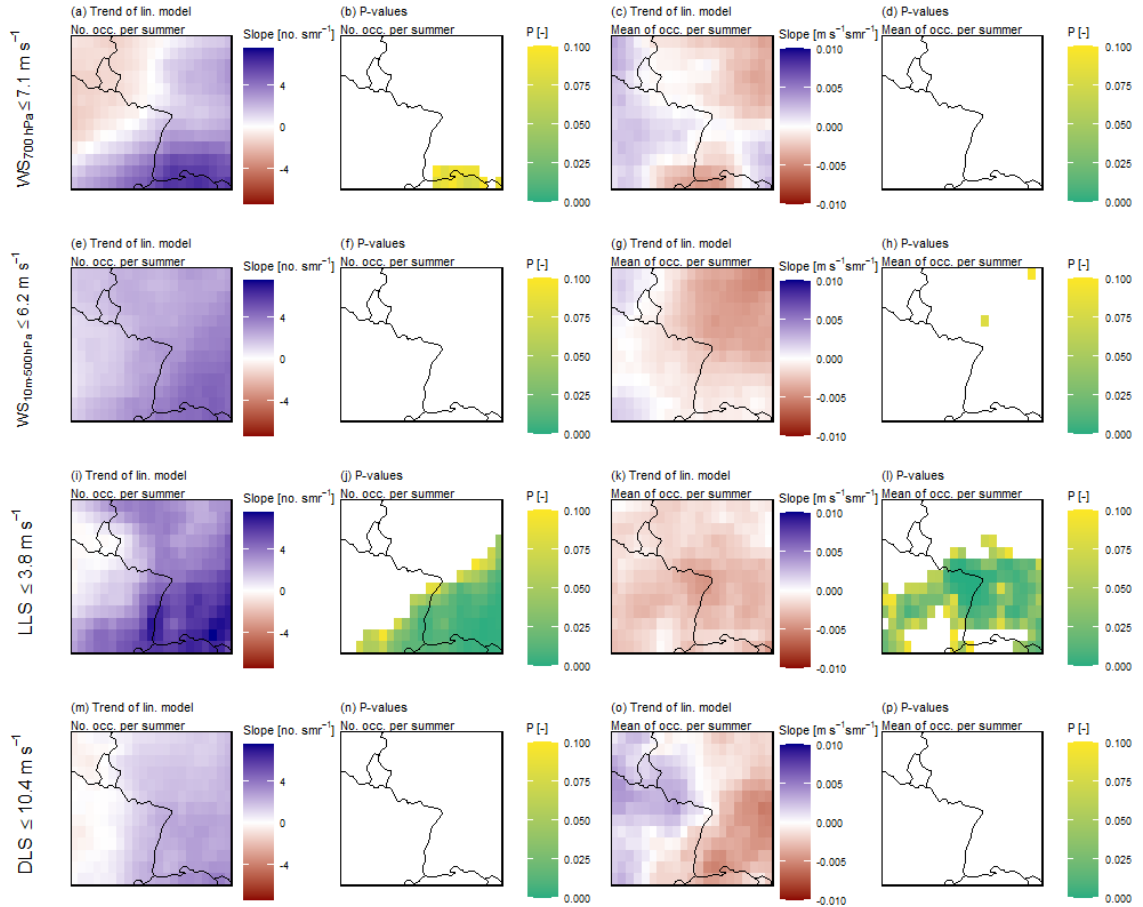 (a) Trend of lin. model
No. occ. per summer
Slope [no. smr⁻¹]
4
0
-4
(b) P-values
No. occ. per summer
P [-]
0.100
0.075
0.050
0.025
0.000
(c) Trend of lin. model
Mean of occ. per summer
Slope [m s⁻¹smr⁻¹]
0.010
0.005
0.000
-0.005
-0.010
(d) P-values
Mean of occ. per summer
P [-]
0.100
0.075
0.050
0.025
0.000
WS700 hPa ≤ 7.1 m s⁻¹
(e) Trend of lin. model
No. occ. per summer
Slope [no. smr⁻¹]
4
0
-4
(f) P-values
No. occ. per summer
P [-]
0.100
0.075
0.050
0.025
0.000
(g) Trend of lin. model
Mean of occ. per summer
Slope [m s⁻¹smr⁻¹]
0.010
0.005
0.000
-0.005
-0.010
(h) P-values
Mean of occ. per summer
P [-]
0.100
0.075
0.050
0.025
0.000
WS10m-500hPa ≤ 6.2 m s⁻¹
(i) Trend of lin. model
No. occ. per summer
Slope [no. smr⁻¹]
4
0
-4
(j) P-values
No. occ. per summer
P [-]
0.100
0.075
0.050
0.025
0.000
(k) Trend of lin. model
Mean of occ. per summer
Slope [m s⁻¹smr⁻¹]
0.010
0.005
0.000
-0.005
-0.010
(l) P-values
Mean of occ. per summer
P [-]
0.100
0.075
0.050
0.025
0.000
LLS ≤ 3.8 m s⁻¹
(m) Trend of lin. model
No. occ. per summer
Slope [no. smr⁻¹]
4
0
-4
(n) P-values
No. occ. per summer
P [-]
0.100
0.075
0.050
0.025
0.000
(o) Trend of lin. model
Mean of occ. per summer
Slope [m s⁻¹smr⁻¹]
0.010
0.005
0.000
-0.005
-0.010
(p) P-values
Mean of occ. per summer
P [-]
0.100
0.075
0.050
0.025
0.000
DLS ≤ 10.4 m s⁻¹